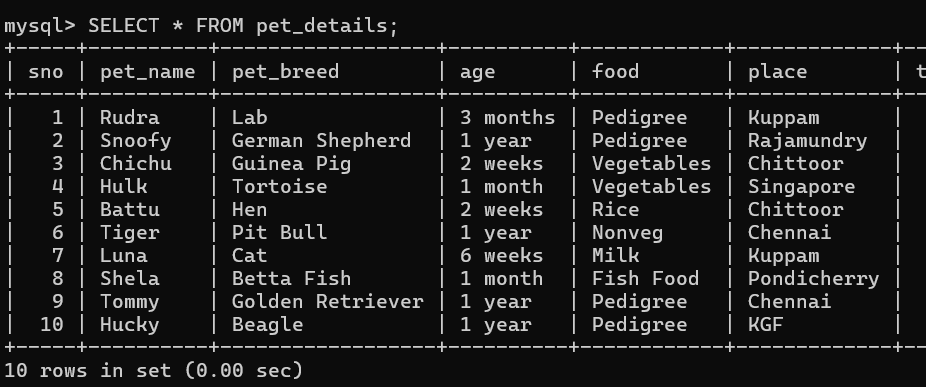 mysql> SELECT * FROM pet_details;
+-----+----------+------------------+----------+------------+-------------+--
| sno | pet_name | pet_breed        | age      | food       | place       | t
+-----+----------+------------------+----------+------------+-------------+--
|   1 | Rudra    | Lab              | 3 months | Pedigree   | Kuppam      |
|   2 | Snoofy   | German Shepherd  | 1 year   | Pedigree   | Rajamundry  |
|   3 | Chichu   | Guinea Pig       | 2 weeks  | Vegetables | Chittoor    |
|   4 | Hulk     | Tortoise         | 1 month  | Vegetables | Singapore   |
|   5 | Battu    | Hen              | 2 weeks  | Rice       | Chittoor    |
|   6 | Tiger    | Pit Bull         | 1 year   | Nonveg     | Chennai     |
|   7 | Luna     | Cat              | 6 weeks  | Milk       | Kuppam      |
|   8 | Shela    | Betta Fish       | 1 month  | Fish Food  | Pondicherry |
|   9 | Tommy    | Golden Retriever | 1 year   | Pedigree   | Chennai     |
|  10 | Hucky    | Beagle           | 1 year   | Pedigree   | KGF         |
+-----+----------+------------------+----------+------------+-------------+--
10 rows in set (0.00 sec)